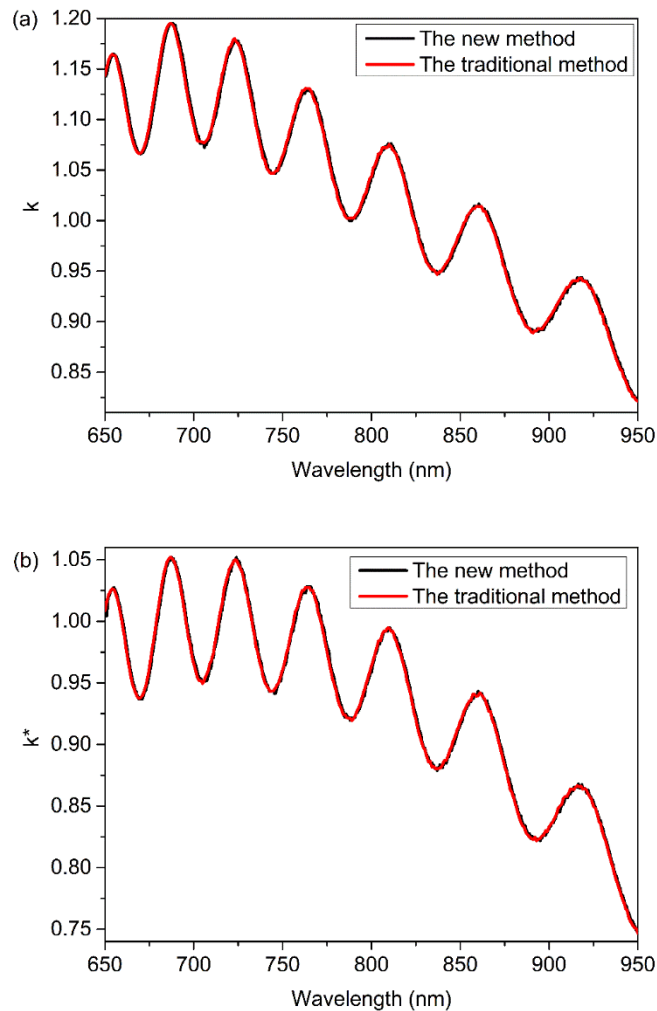 (a)
1.20
1.15
1.10
1.05
1.00
0.95
0.90
0.85
k
The new method
The traditional method
650 700 750 800 850 900 950
Wavelength (nm)
(b)
1.05
1.00
0.95
0.90
0.85
0.80
0.75
k*
The new method
The traditional method
650 700 750 800 850 900 950
Wavelength (nm)